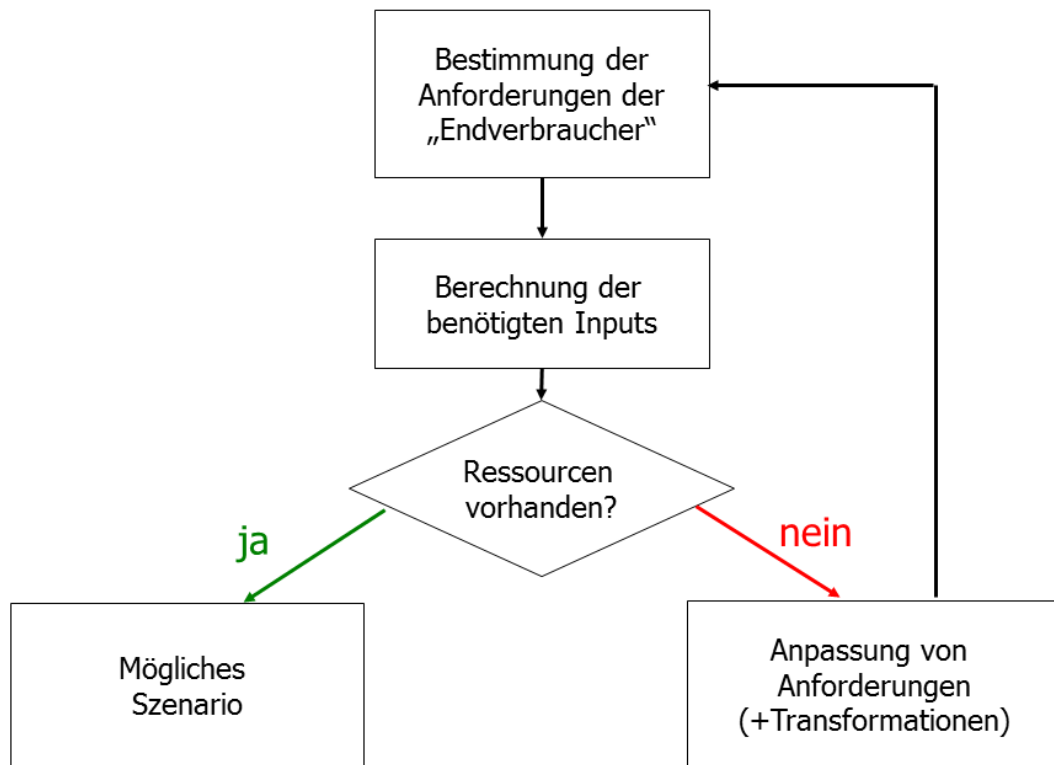 Bestimmung der
Anforderungen der
„Endverbraucher“
Berechnung der
benötigten Inputs
Ressourcen
vorhanden?
ja
nein
Mögliches
Szenario
Anpassung von
Anforderungen
(+Transformationen)